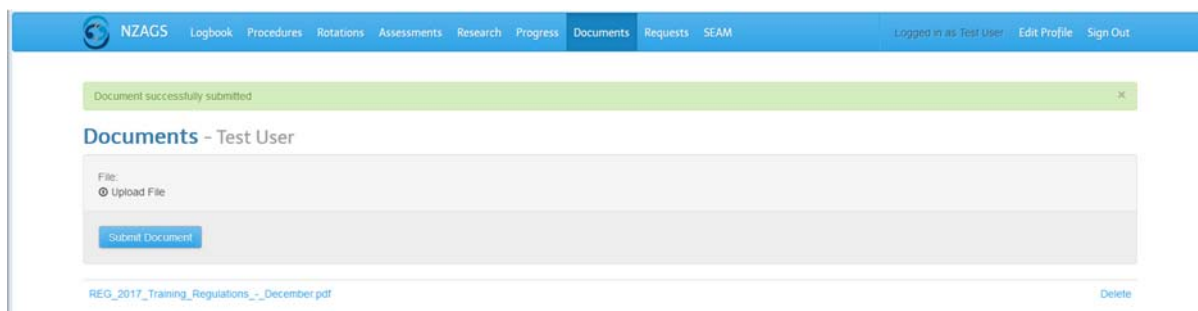 NZAGS Logbook Procedures Rotations Assessments Research Progress Documents Requests SEAM Logged in as Test User Edit Profile Sign Out
Document successfully submitted ×
Documents - Test User
File:
Upload File
Submit Document
REG_2017_Training_Regulations_-_December.pdf Delete